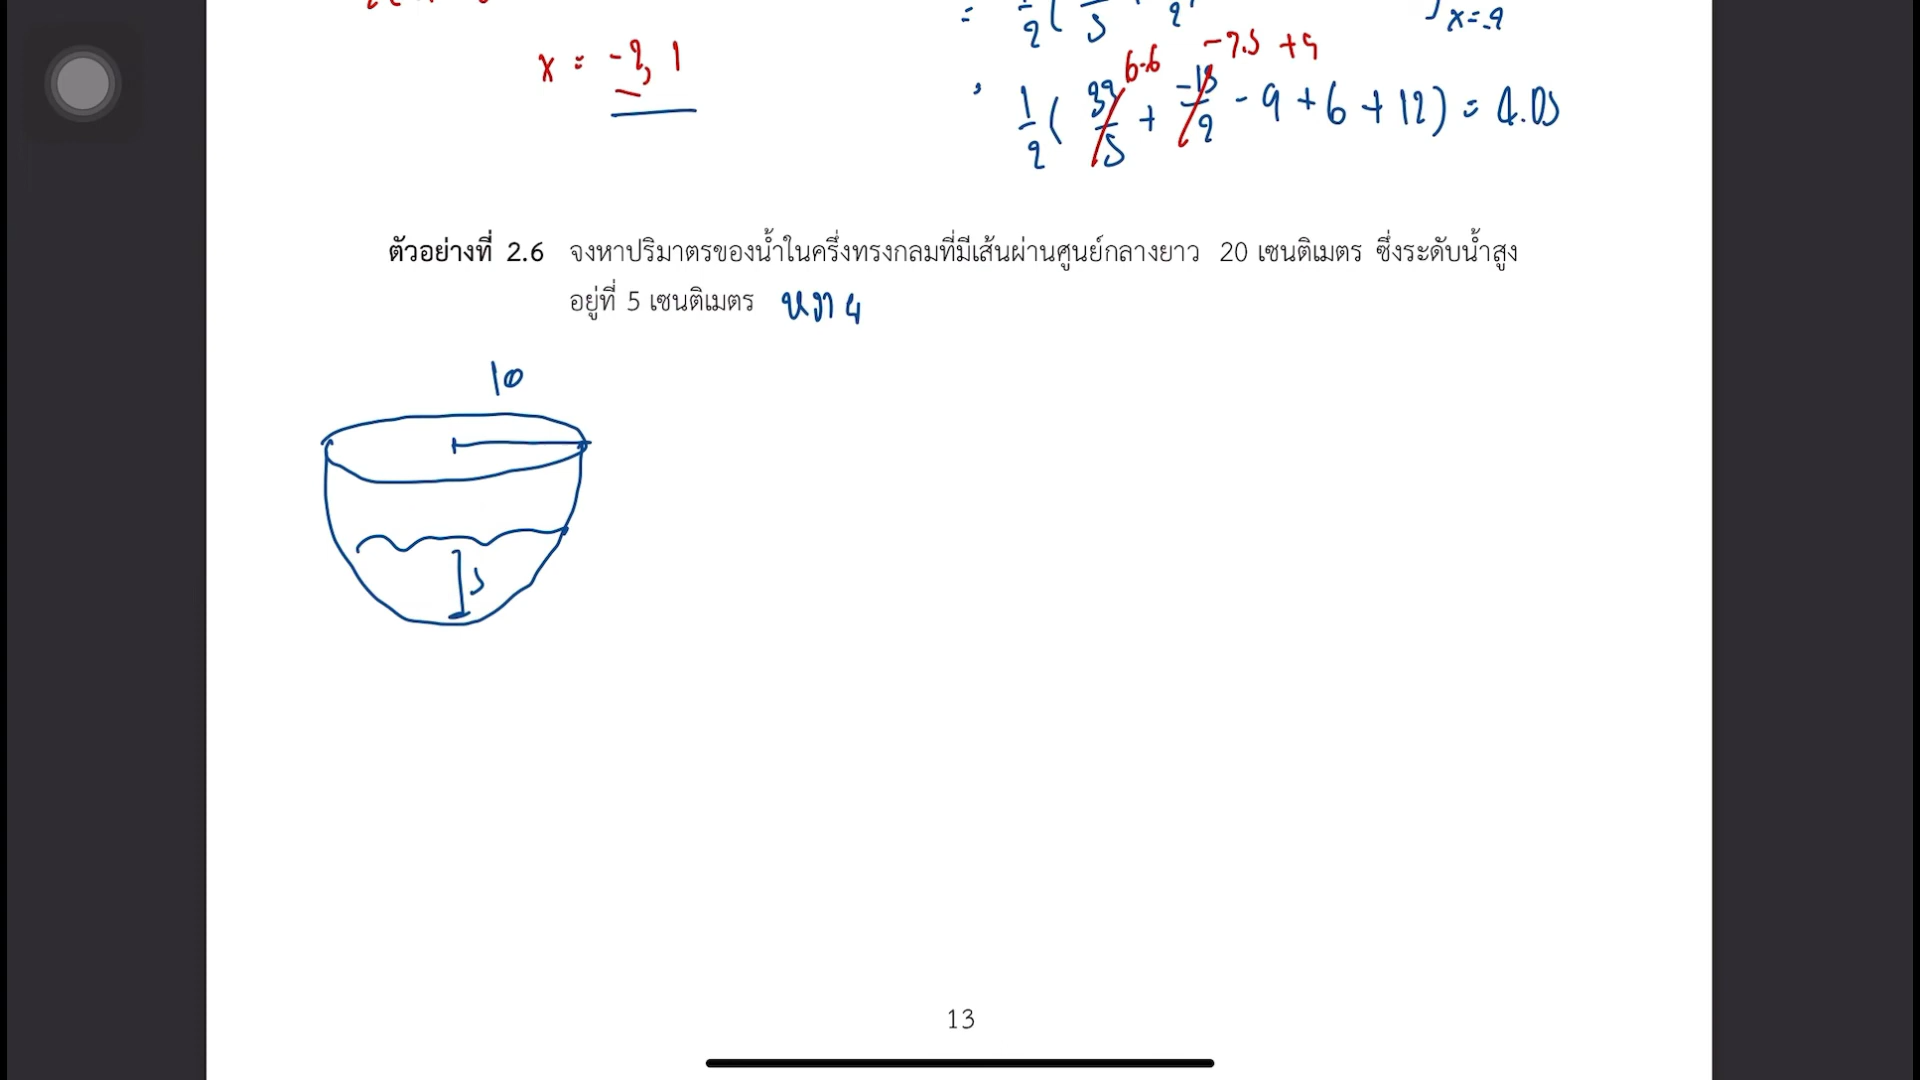 x = -2, 1
x=-2
6.6 -7.5 +9
1/2 ( 33/5 + -15/2 - 9 + 6 + 12) = 4.05
ตัวอย่างที่ 2.6 จงหาปริมาตรของน้ำในครึ่งทรงกลมที่มีเส้นผ่านศูนย์กลางยาว 20 เซนติเมตร ซึ่งระดับน้ำสูง
อยู่ที่ 5 เซนติเมตร
10
5
13